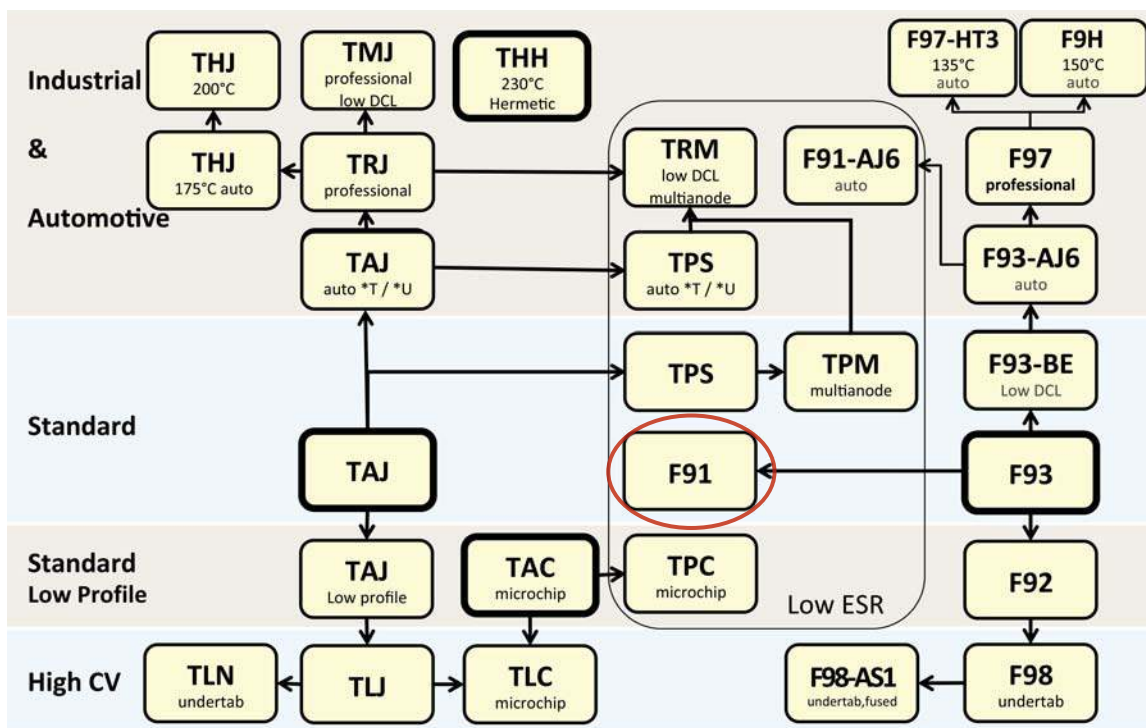 Industrial
&
Automotive
THJ
200°C
TMJ
professional
low DCL
THH
230°C
Hermetic
F97-HT3
135°C
auto
F9H
150°C
auto
THJ
175°C auto
TRJ
professional
TRM
low DCL
multianode
F91-AJ6
auto
F97
professional
TAJ
auto *T / *U
TPS
auto *T / *U
F93-AJ6
auto
Standard
TPS
TPM
multianode
F93-BE
Low DCL
TAJ
F91
F93
Standard
Low Profile
TAJ
Low profile
TAC
microchip
TPC
microchip
Low ESR
F92
High CV
TLN
undertab
TLJ
TLC
microchip
F98-AS1
undertab,fused
F98
undertab